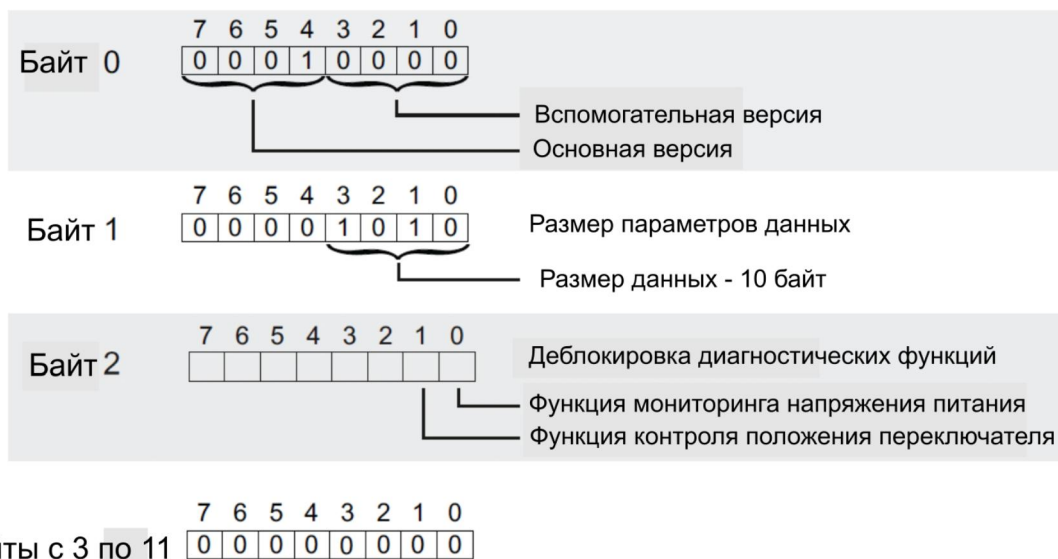 7 6 5 4 3 2 1 0
Байт 0 0 0 0 1 0 0 0 0
Вспомогательная версия
Основная версия
7 6 5 4 3 2 1 0
Байт 1 0 0 0 0 1 0 1 0 Размер параметров данных
Размер данных - 10 байт
7 6 5 4 3 2 1 0
Байт 2 Деблокировка диагностических функций
Функция мониторинга напряжения питания
Функция контроля положения переключателя
7 6 5 4 3 2 1 0
ты с 3 по 11 0 0 0 0 0 0 0 0